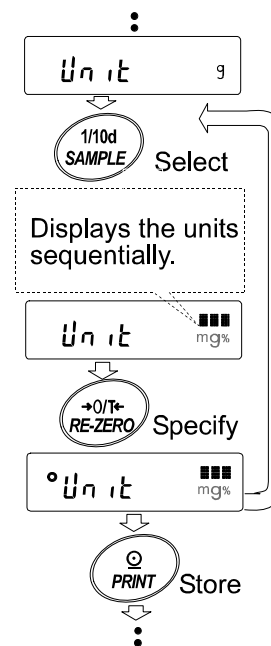 Unit g
1/10d
SAMPLE
Select
Displays the units
sequentially.
Unit mg%
→0/T←
RE-ZERO
Specify
°Unit mg%
PRINT
Store